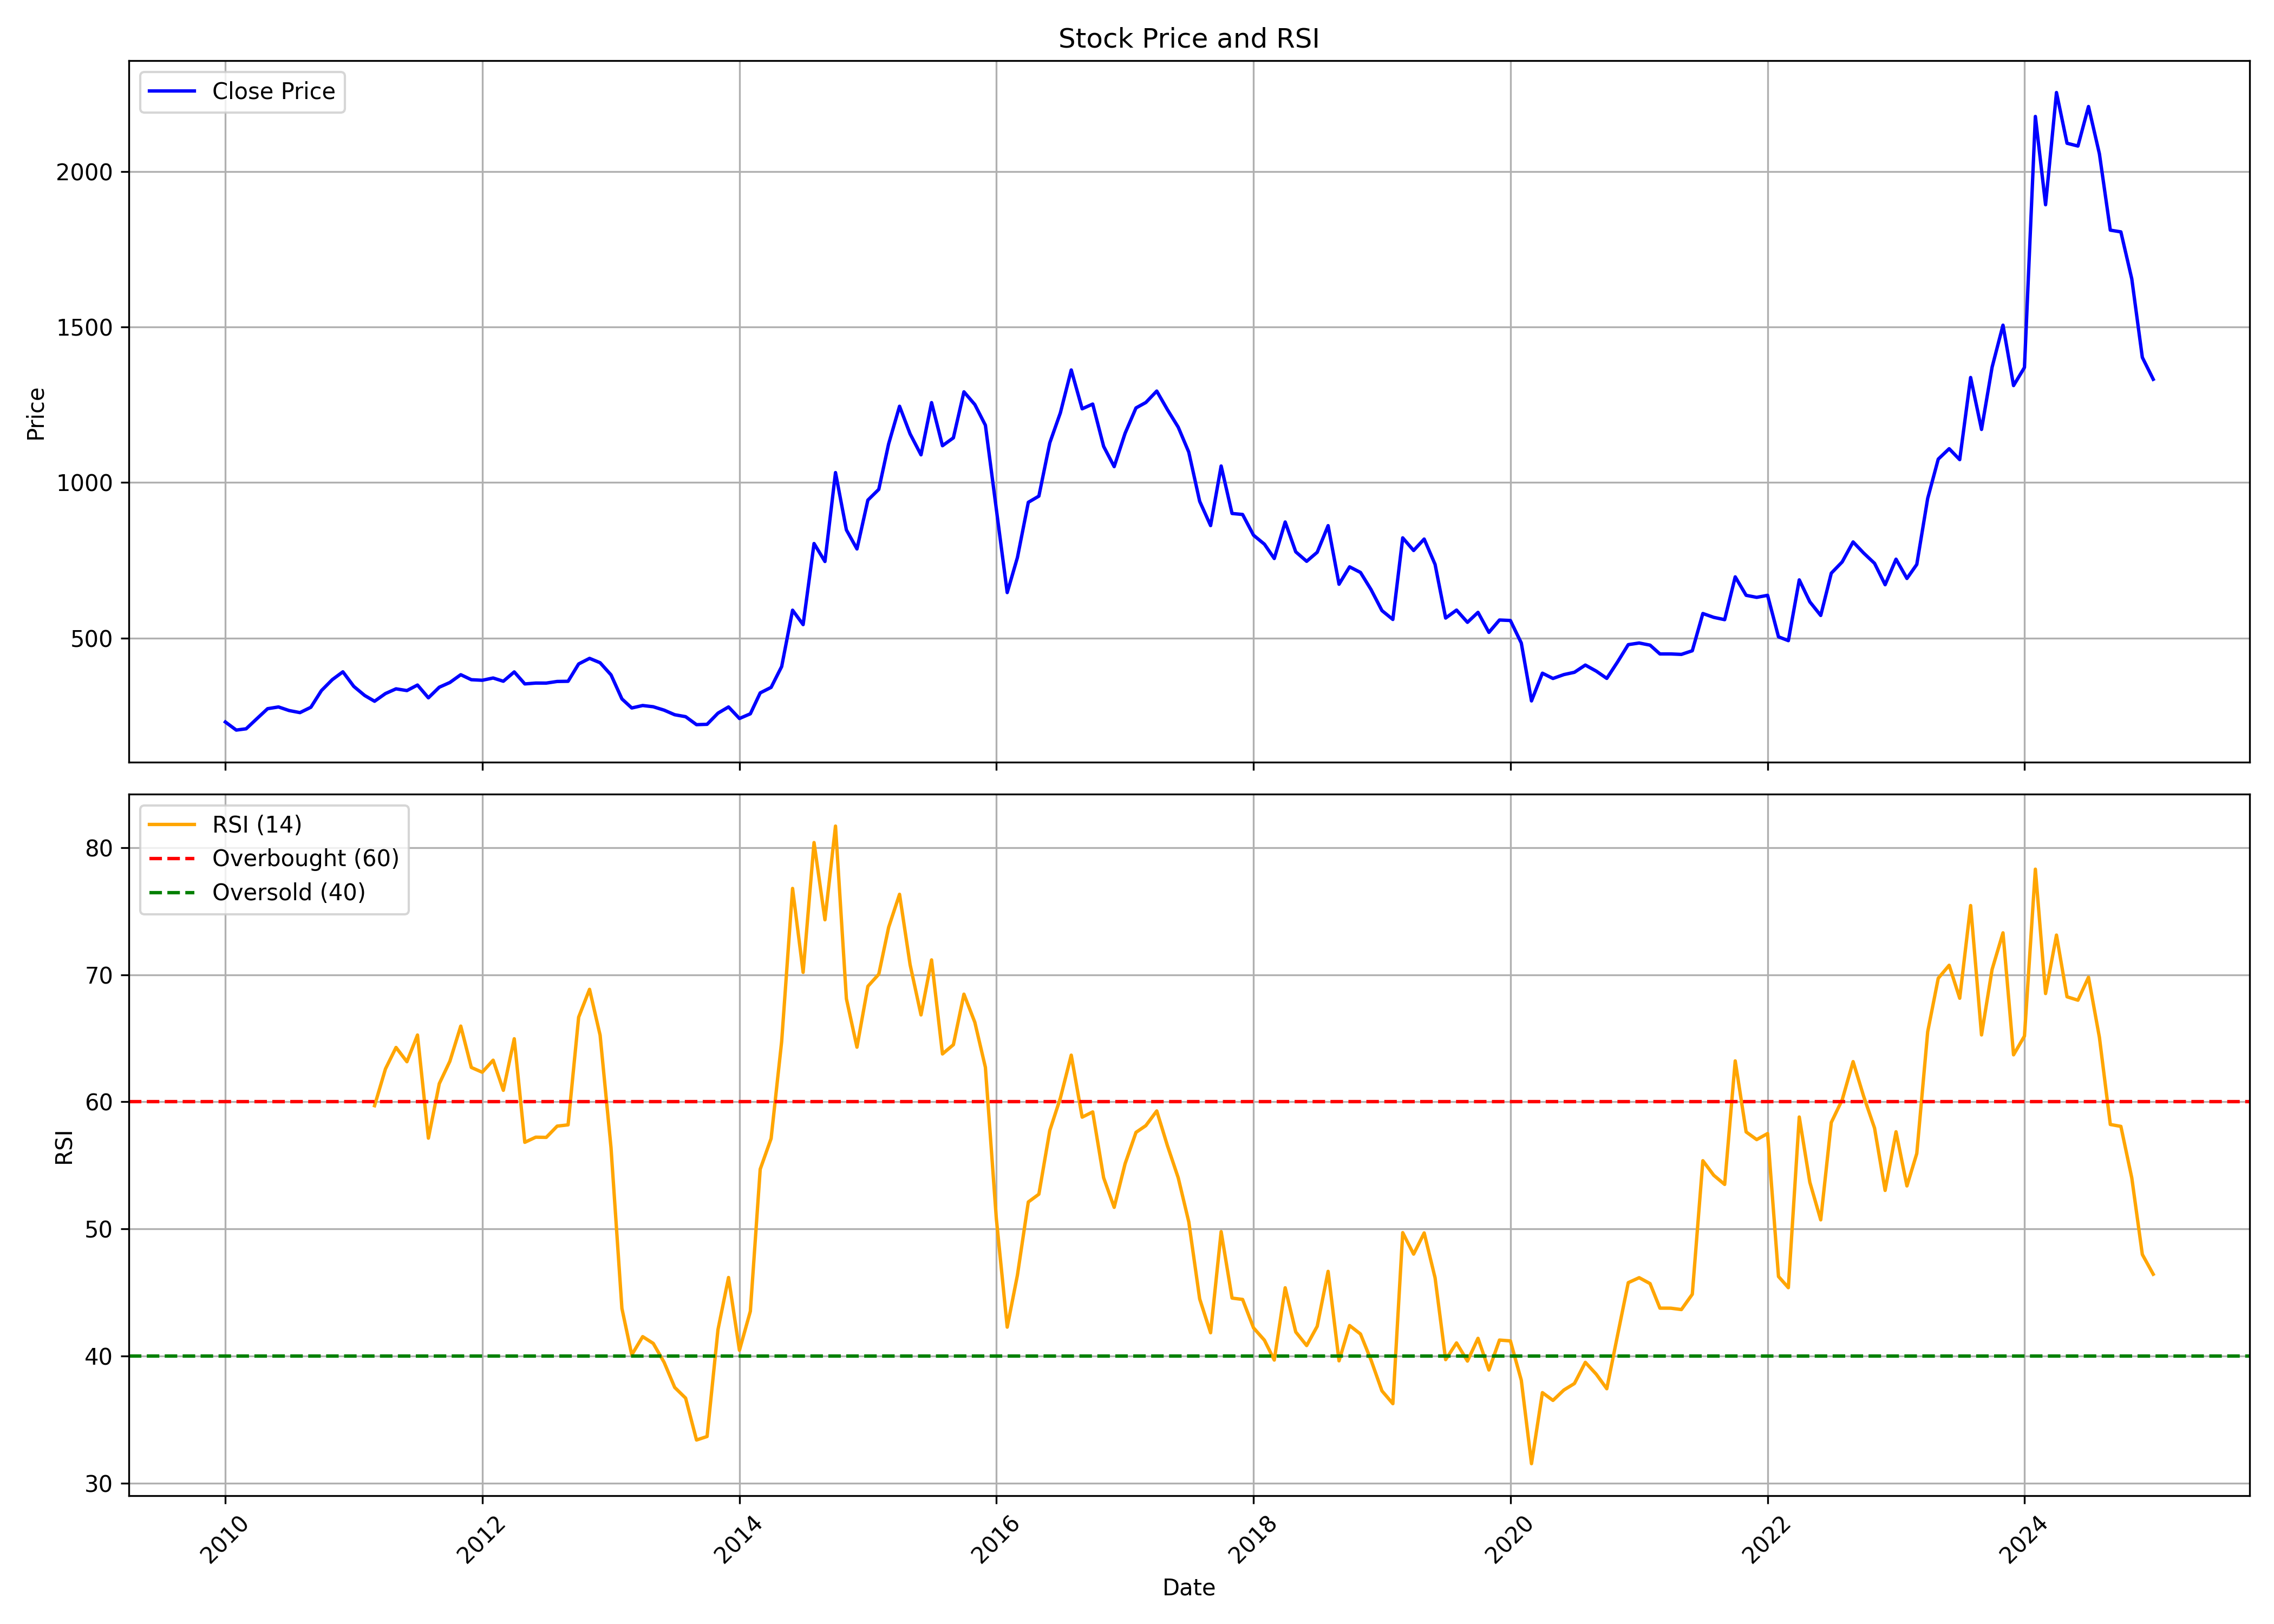 Stock Price and RSI
Close Price
Price
2000
1500
1000
500
RSI (14)
Overbought (60)
Oversold (40)
RSI
80
70
60
50
40
30
2010
2012
2014
2016
2018
2020
2022
2024
Date